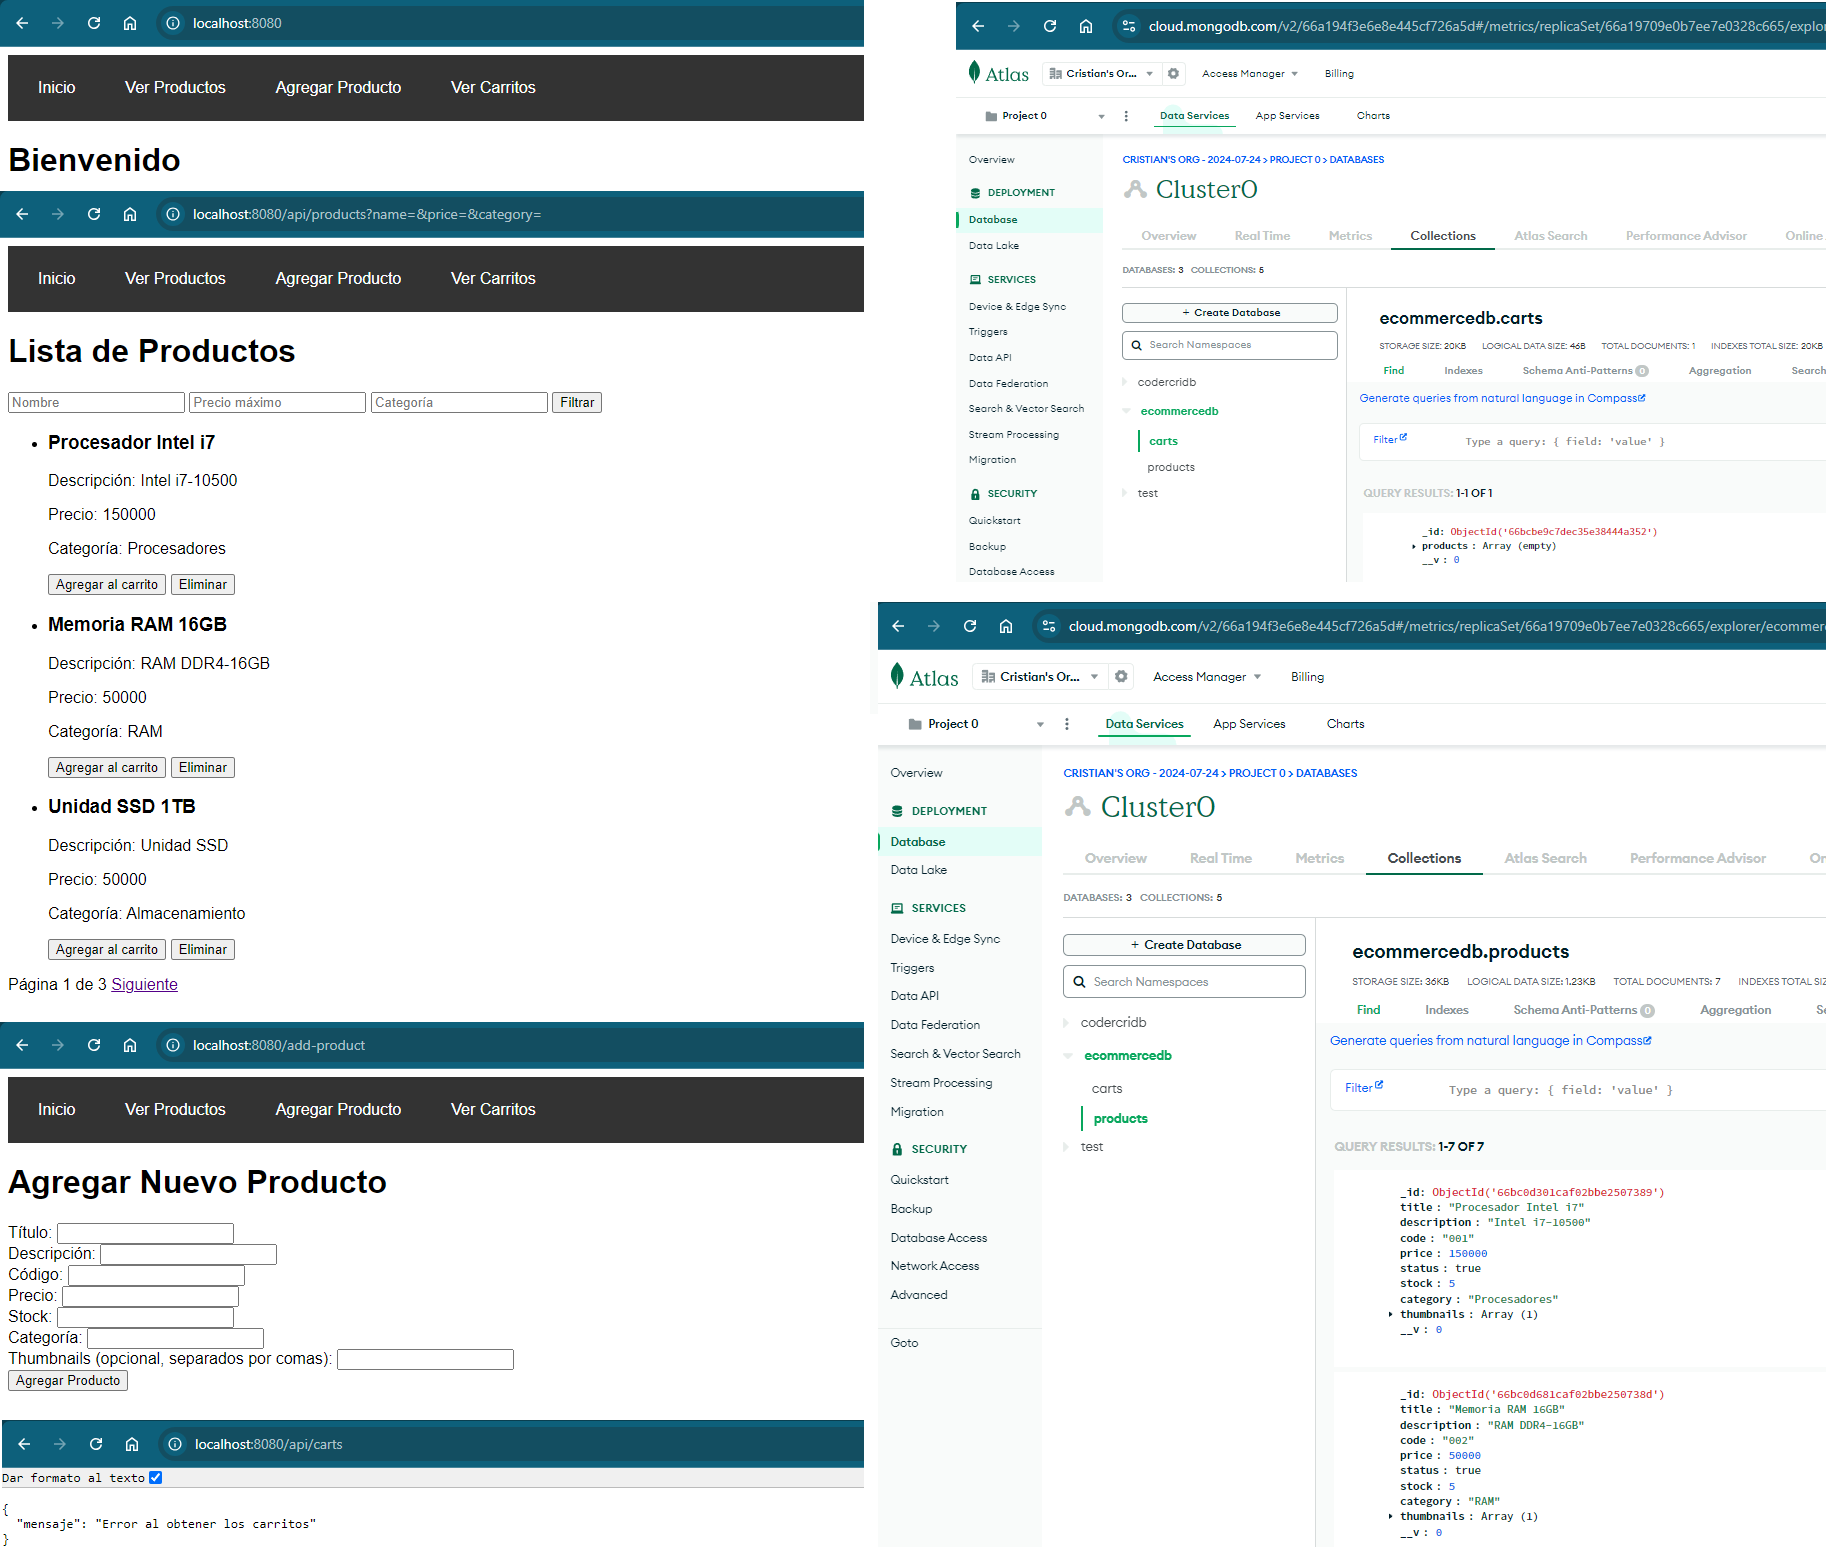 localhost:8080
Inicio Ver Productos Agregar Producto Ver Carritos
Bienvenido
localhost:8080/api/products?name=&price=&category=
Inicio Ver Productos Agregar Producto Ver Carritos
Lista de Productos
Nombre Precio máximo Categoría Filtrar
Procesador Intel i7
Descripción: Intel i7-10500
Precio: 150000
Categoría: Procesadores
Agregar al carrito Eliminar
Memoria RAM 16GB
Descripción: RAM DDR4-16GB
Precio: 50000
Categoría: RAM
Agregar al carrito Eliminar
Unidad SSD 1TB
Descripción: Unidad SSD
Precio: 50000
Categoría: Almacenamiento
Agregar al carrito Eliminar
Página 1 de 3 Siguiente
localhost:8080/add-product
Inicio Ver Productos Agregar Producto Ver Carritos
Agregar Nuevo Producto
Título:
Descripción:
Código:
Precio:
Stock:
Categoría:
Thumbnails (opcional, separados por comas):
Agregar Producto
localhost:8080/api/carts
Dar formato al texto
{
"mensaje": "Error al obtener los carritos"
}
cloud.mongodb.com/v2/66a194f3e6e8e445cf726a5d#/metrics/replicaSet/66a19709e0b7ee7e0328c665/explor
Atlas Cristian's Or... Access Manager Billing
Project 0 Data Services App Services Charts
Overview
DEPLOYMENT
Database
Data Lake
SERVICES
Device & Edge Sync
Triggers
Data API
Data Federation
Search & Vector Search
Stream Processing
Migration
SECURITY
Quickstart
Backup
Database Access
CRISTIAN'S ORG - 2024-07-24 > PROJECT 0 > DATABASES
Cluster0
Overview Real Time Metrics Collections Atlas Search Performance Advisor Online
DATABASES: 3 COLLECTIONS: 5
+ Create Database
Search Namespaces
codercridb
ecommercedb
carts
products
test
ecommercedb.carts
STORAGE SIZE: 20KB LOGICAL DATA SIZE: 46B TOTAL DOCUMENTS: 1 INDEXES TOTAL SIZE: 20KB
Find Indexes Schema Anti-Patterns 0 Aggregation Search
Generate queries from natural language in Compass
Filter Type a query: { field: 'value' }
QUERY RESULTS: 1-1 OF 1
_id: ObjectId('66bcbe9c7dec35e38444a352')
products : Array (empty)
__v : 0
cloud.mongodb.com/v2/66a194f3e6e8e445cf726a5d#/metrics/replicaSet/66a19709e0b7ee7e0328c665/explorer/ecommer
Atlas Cristian's Or... Access Manager Billing
Project 0 Data Services App Services Charts
Overview
DEPLOYMENT
Database
Data Lake
SERVICES
Device & Edge Sync
Triggers
Data API
Data Federation
Search & Vector Search
Stream Processing
Migration
SECURITY
Quickstart
Backup
Database Access
Network Access
Advanced
Goto
CRISTIAN'S ORG - 2024-07-24 > PROJECT 0 > DATABASES
Cluster0
Overview Real Time Metrics Collections Atlas Search Performance Advisor On
DATABASES: 3 COLLECTIONS: 5
+ Create Database
Search Namespaces
codercridb
ecommercedb
carts
products
test
ecommercedb.products
STORAGE SIZE: 36KB LOGICAL DATA SIZE: 1.23KB TOTAL DOCUMENTS: 7 INDEXES TOTAL SIZ
Find Indexes Schema Anti-Patterns 0 Aggregation Se
Generate queries from natural language in Compass
Filter Type a query: { field: 'value' }
QUERY RESULTS: 1-7 OF 7
_id: ObjectId('66bc0d301caf02bbe2507389')
title : "Procesador Intel i7"
description : "Intel i7-10500"
code : "001"
price : 150000
status : true
stock : 5
category : "Procesadores"
thumbnails : Array (1)
__v : 0
_id: ObjectId('66bc0d681caf02bbe250738d')
title : "Memoria RAM 16GB"
description : "RAM DDR4-16GB"
code : "002"
price : 50000
status : true
stock : 5
category : "RAM"
thumbnails : Array (1)
__v : 0